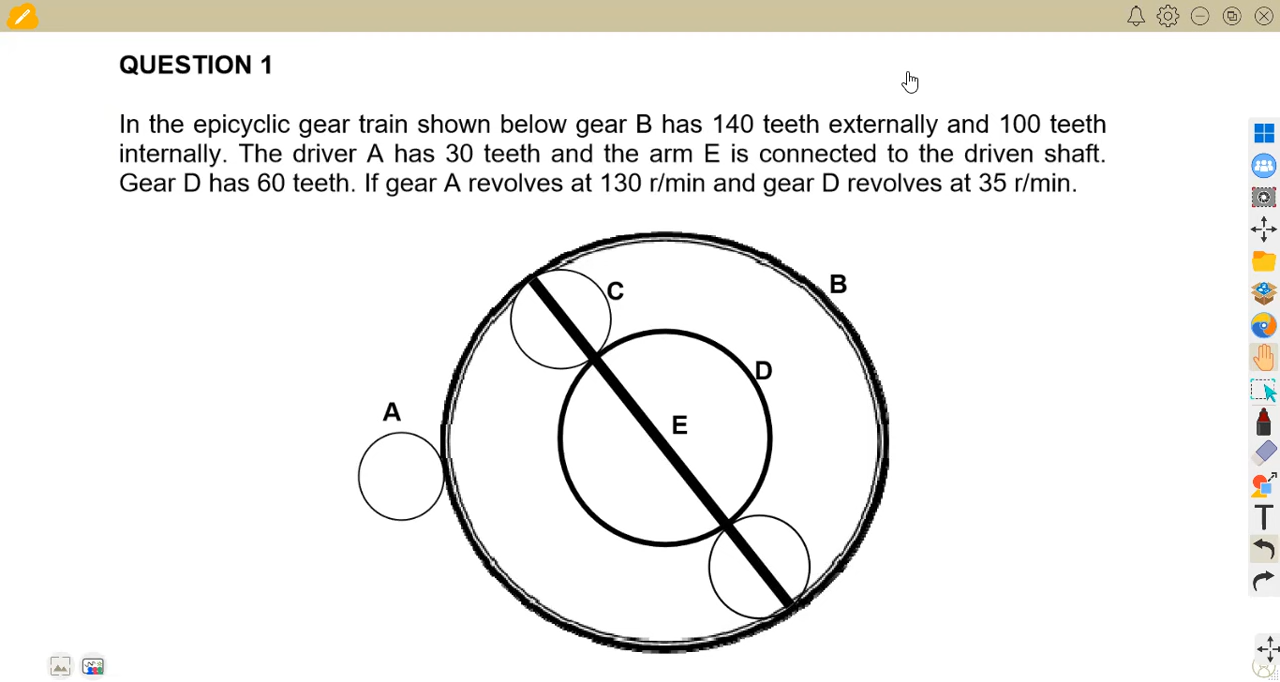 QUESTION 1
In the epicyclic gear train shown below gear B has 140 teeth externally and 100 teeth
internally. The driver A has 30 teeth and the arm E is connected to the driven shaft.
Gear D has 60 teeth. If gear A revolves at 130 r/min and gear D revolves at 35 r/min.
C
B
D
A
E
T